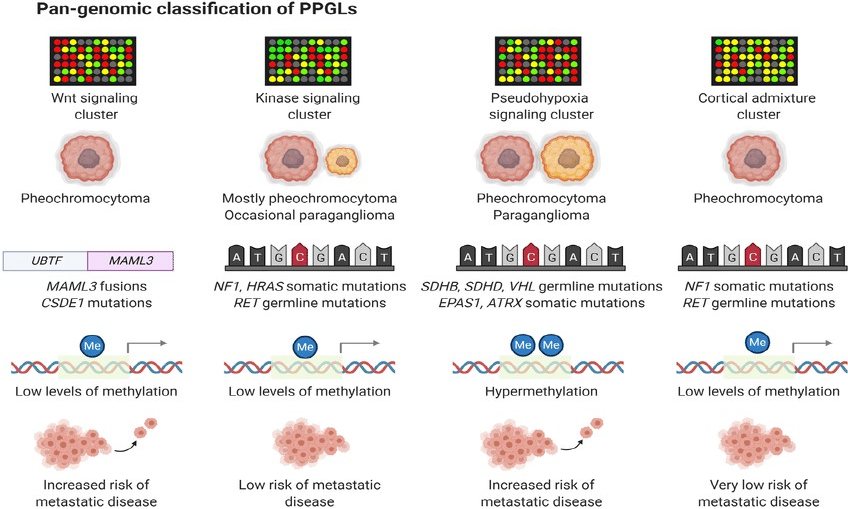 Pan-genomic classification of PPGLs
Wnt signaling
cluster
Kinase signaling
cluster
Pseudohypoxia
signaling cluster
Cortical admixture
cluster
Pheochromocytoma
Mostly pheochromocytoma
Occasional paraganglioma
Pheochromocytoma
Paraganglioma
Pheochromocytoma
UBTF MAML3
A T G C G A C T
A T G C G A C T
A T G C G A C T
MAML3 fusions
CSDE1 mutations
NF1, HRAS somatic mutations
RET germline mutations
SDHB, SDHD, VHL germline mutations
EPAS1, ATRX somatic mutations
NF1 somatic mutations
RET germline mutations
Me
Me
Me Me
Me
Low levels of methylation
Low levels of methylation
Hypermethylation
Low levels of methylation
Increased risk of
metastatic disease
Low risk of metastatic
disease
Increased risk of
metastatic disease
Very low risk of
metastatic disease